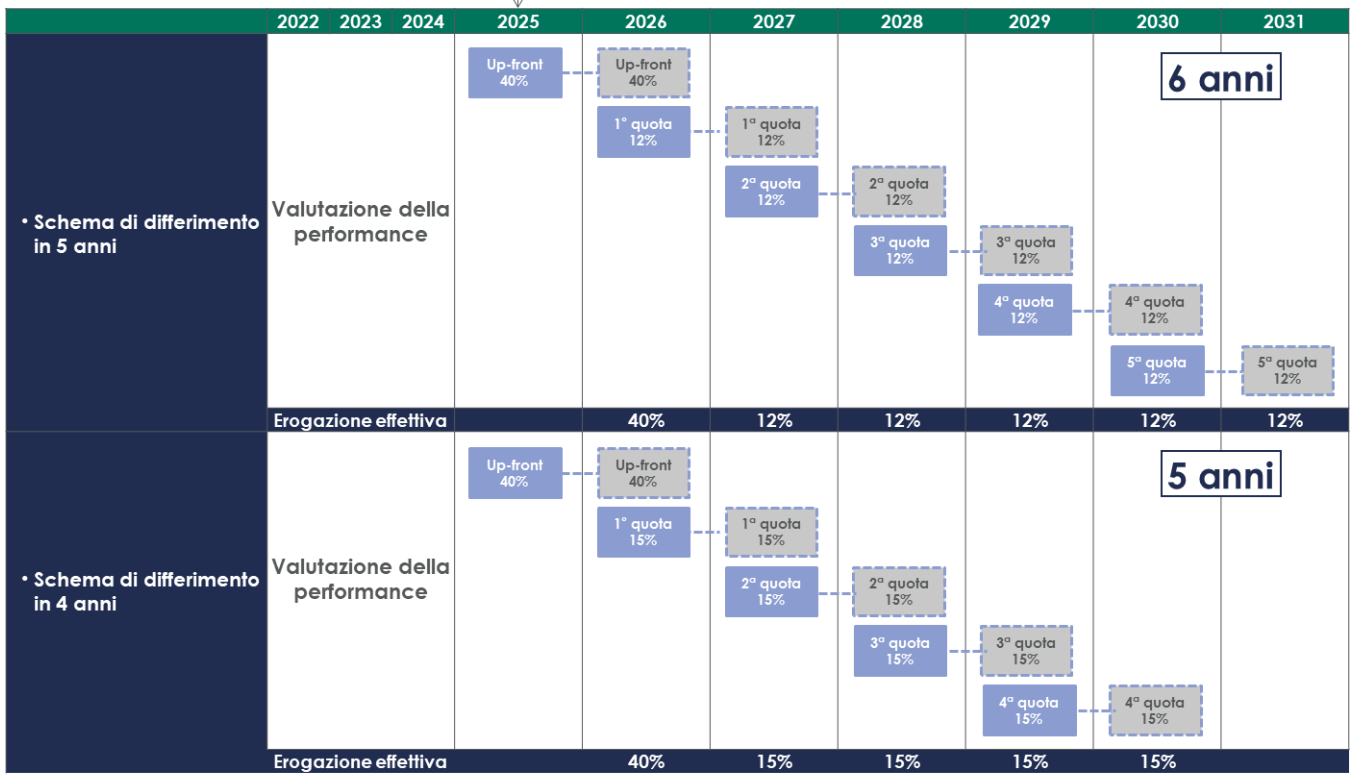 2022 2023 2024 2025 2026 2027 2028 2029 2030 2031
• Schema di differimento
in 5 anni
Valutazione della
performance
6 anni
Up-front
40%
Up-front
40%
1° quota
12%
1ª quota
12%
2ª quota
12%
2ª quota
12%
3ª quota
12%
3ª quota
12%
4ª quota
12%
4ª quota
12%
5ª quota
12%
5ª quota
12%
Erogazione effettiva 40% 12% 12% 12% 12% 12%
• Schema di differimento
in 4 anni
Valutazione della
performance
5 anni
Up-front
40%
Up-front
40%
1° quota
15%
1ª quota
15%
2ª quota
15%
2ª quota
15%
3ª quota
15%
3ª quota
15%
4ª quota
15%
4ª quota
15%
Erogazione effettiva 40% 15% 15% 15% 15%